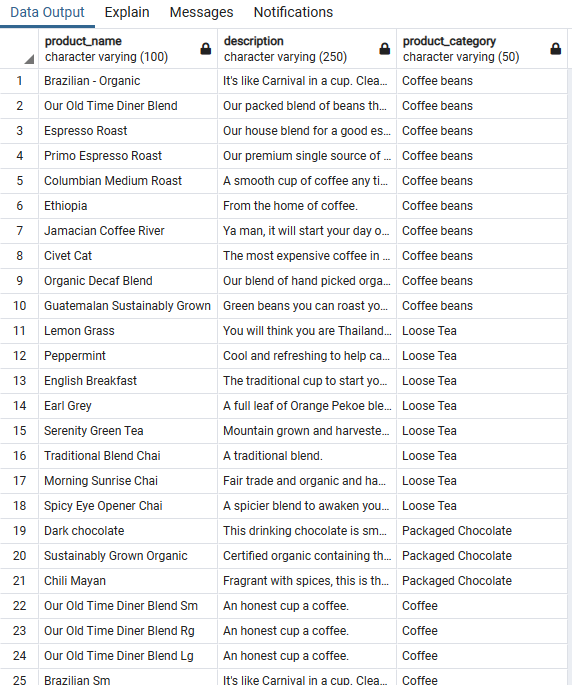 Data Output Explain Messages Notifications
product_name description product_category
character varying (100) character varying (250) character varying (50)
1 Brazilian - Organic It's like Carnival in a cup. Clea... Coffee beans
2 Our Old Time Diner Blend Our packed blend of beans th... Coffee beans
3 Espresso Roast Our house blend for a good es... Coffee beans
4 Primo Espresso Roast Our premium single source of ... Coffee beans
5 Columbian Medium Roast A smooth cup of coffee any ti... Coffee beans
6 Ethiopia From the home of coffee. Coffee beans
7 Jamacian Coffee River Ya man, it will start your day o... Coffee beans
8 Civet Cat The most expensive coffee in ... Coffee beans
9 Organic Decaf Blend Our blend of hand picked orga... Coffee beans
10 Guatemalan Sustainably Grown Green beans you can roast yo... Coffee beans
11 Lemon Grass You will think you are Thailand... Loose Tea
12 Peppermint Cool and refreshing to help ca... Loose Tea
13 English Breakfast The traditional cup to start yo... Loose Tea
14 Earl Grey A full leaf of Orange Pekoe ble... Loose Tea
15 Serenity Green Tea Mountain grown and harveste... Loose Tea
16 Traditional Blend Chai A traditional blend. Loose Tea
17 Morning Sunrise Chai Fair trade and organic and ha... Loose Tea
18 Spicy Eye Opener Chai A spicier blend to awaken you... Loose Tea
19 Dark chocolate This drinking chocolate is sm... Packaged Chocolate
20 Sustainably Grown Organic Certified organic containing th... Packaged Chocolate
21 Chili Mayan Fragrant with spices, this is th... Packaged Chocolate
22 Our Old Time Diner Blend Sm An honest cup a coffee. Coffee
23 Our Old Time Diner Blend Rg An honest cup a coffee. Coffee
24 Our Old Time Diner Blend Lg An honest cup a coffee. Coffee
25 Brazilian Sm It's like Carnival in a cup. Clea... Coffee